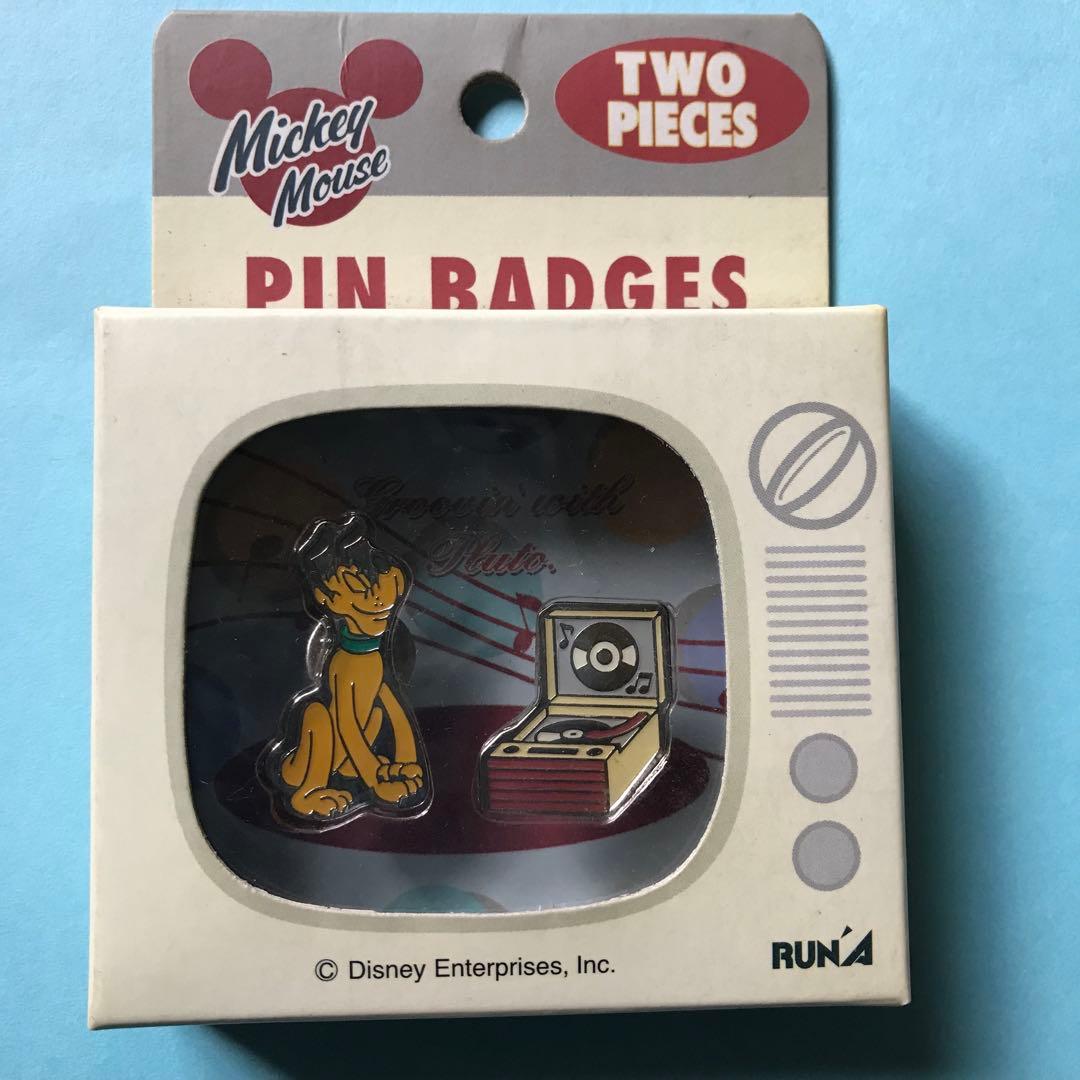 Mickey
Mouse
TWO
PIECES
PIN BADGES
Groovin' with
Pluto.
RUN'A
© Disney Enterprises, Inc.